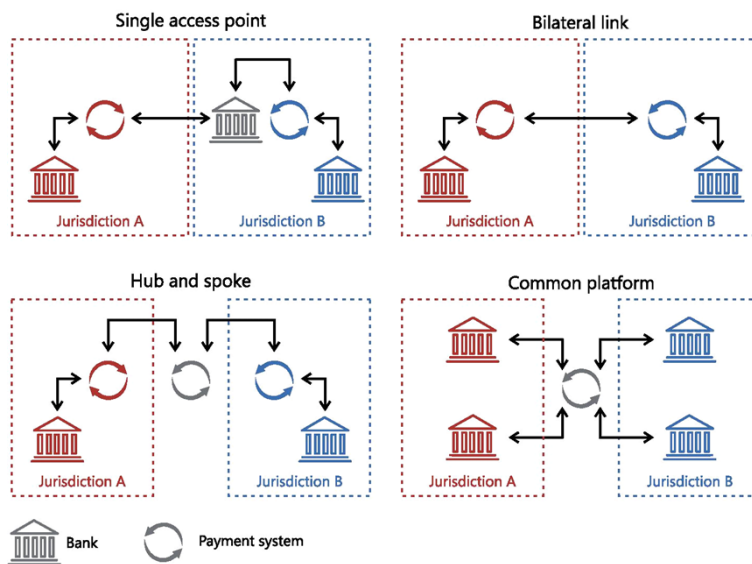 Single access point
Bilateral link
Jurisdiction A
Jurisdiction B
Jurisdiction A
Jurisdiction B
Hub and spoke
Common platform
Jurisdiction A
Jurisdiction B
Jurisdiction A
Jurisdiction B
Bank
Payment system